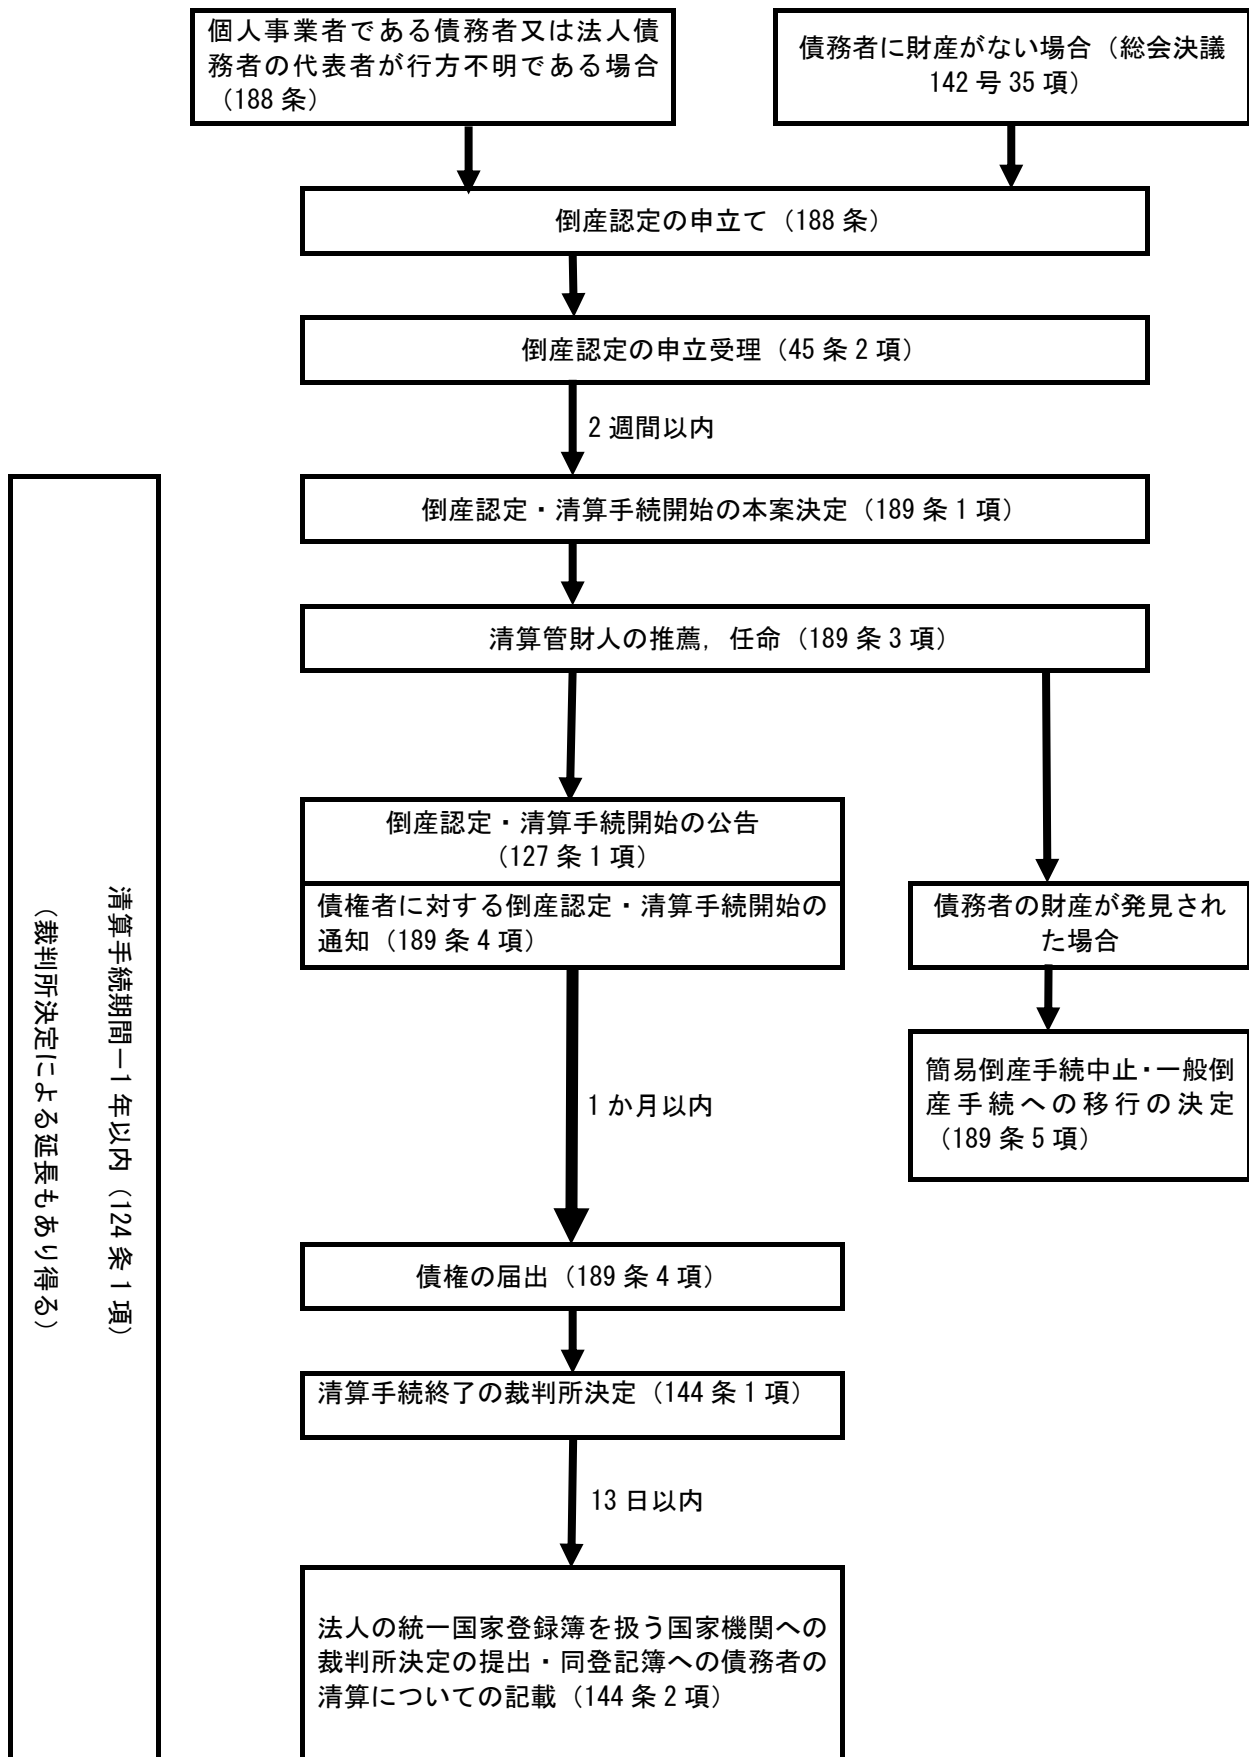 個人事業者である債務者又は法人債
務者の代表者が行方不明である場合
（188 条）
債務者に財産がない場合（総会決議
142 号 35 項）
倒産認定の申立て（188 条）
倒産認定の申立受理（45 条 2 項）
2 週間以内
倒産認定・清算手続開始の本案決定（189 条 1 項）
清算管財人の推薦，任命（189 条 3 項）
倒産認定・清算手続開始の公告
（127 条 1 項）
債権者に対する倒産認定・清算手続開始の
通知（189 条 4 項）
債務者の財産が発見され
た場合
簡易倒産手続中止・一般倒
産手続への移行の決定
（189 条 5 項）
1 か月以内
清算手続期間－1 年以内（124 条 1 項）
（裁判所決定による延長もあり得る）
債権の届出（189 条 4 項）
清算手続終了の裁判所決定（144 条 1 項）
13 日以内
法人の統一国家登録簿を扱う国家機関への
裁判所決定の提出・同登記簿への債務者の
清算についての記載（144 条 2 項）